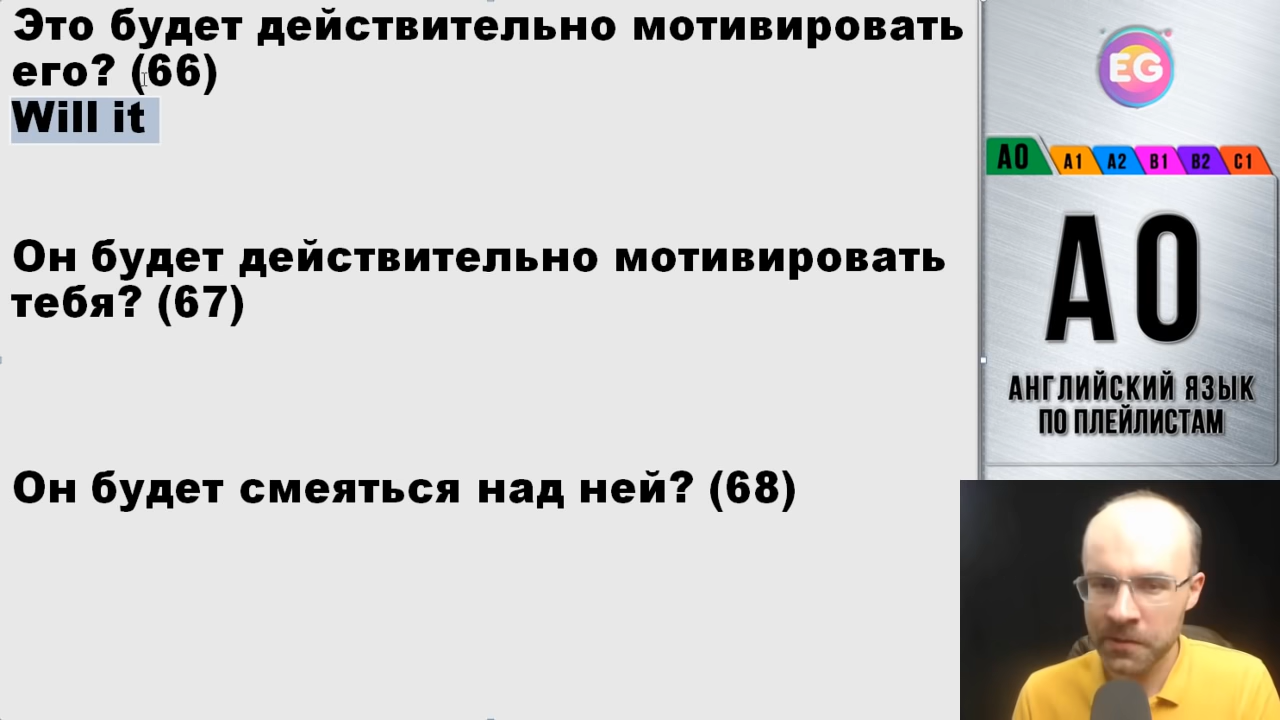 Это будет действительно мотивировать
его? (66)
Will it
Он будет действительно мотивировать
тебя? (67)
Он будет смеяться над ней? (68)
EG
A0 A1 A2 B1 B2 C1
A0
АНГЛИЙСКИЙ ЯЗЫК
ПО ПЛЕЙЛИСТАМ